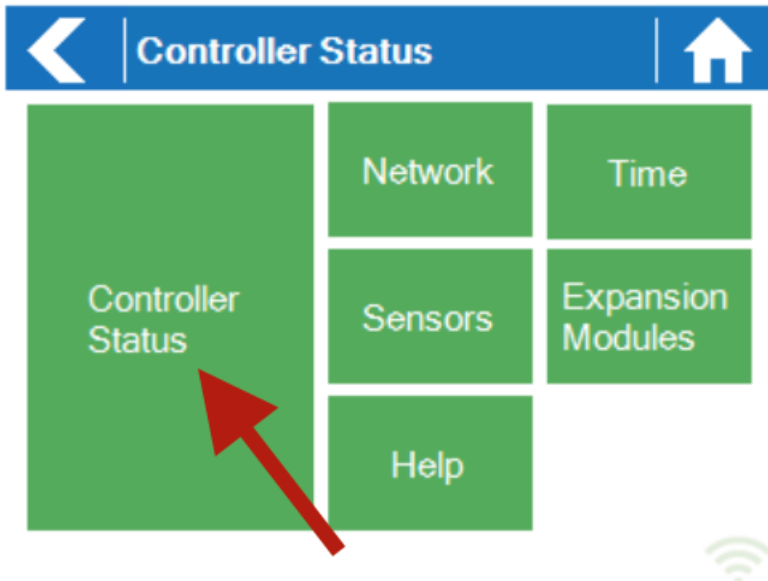 Controller Status
Network
Time
Controller
Status
Sensors
Expansion
Modules
Help